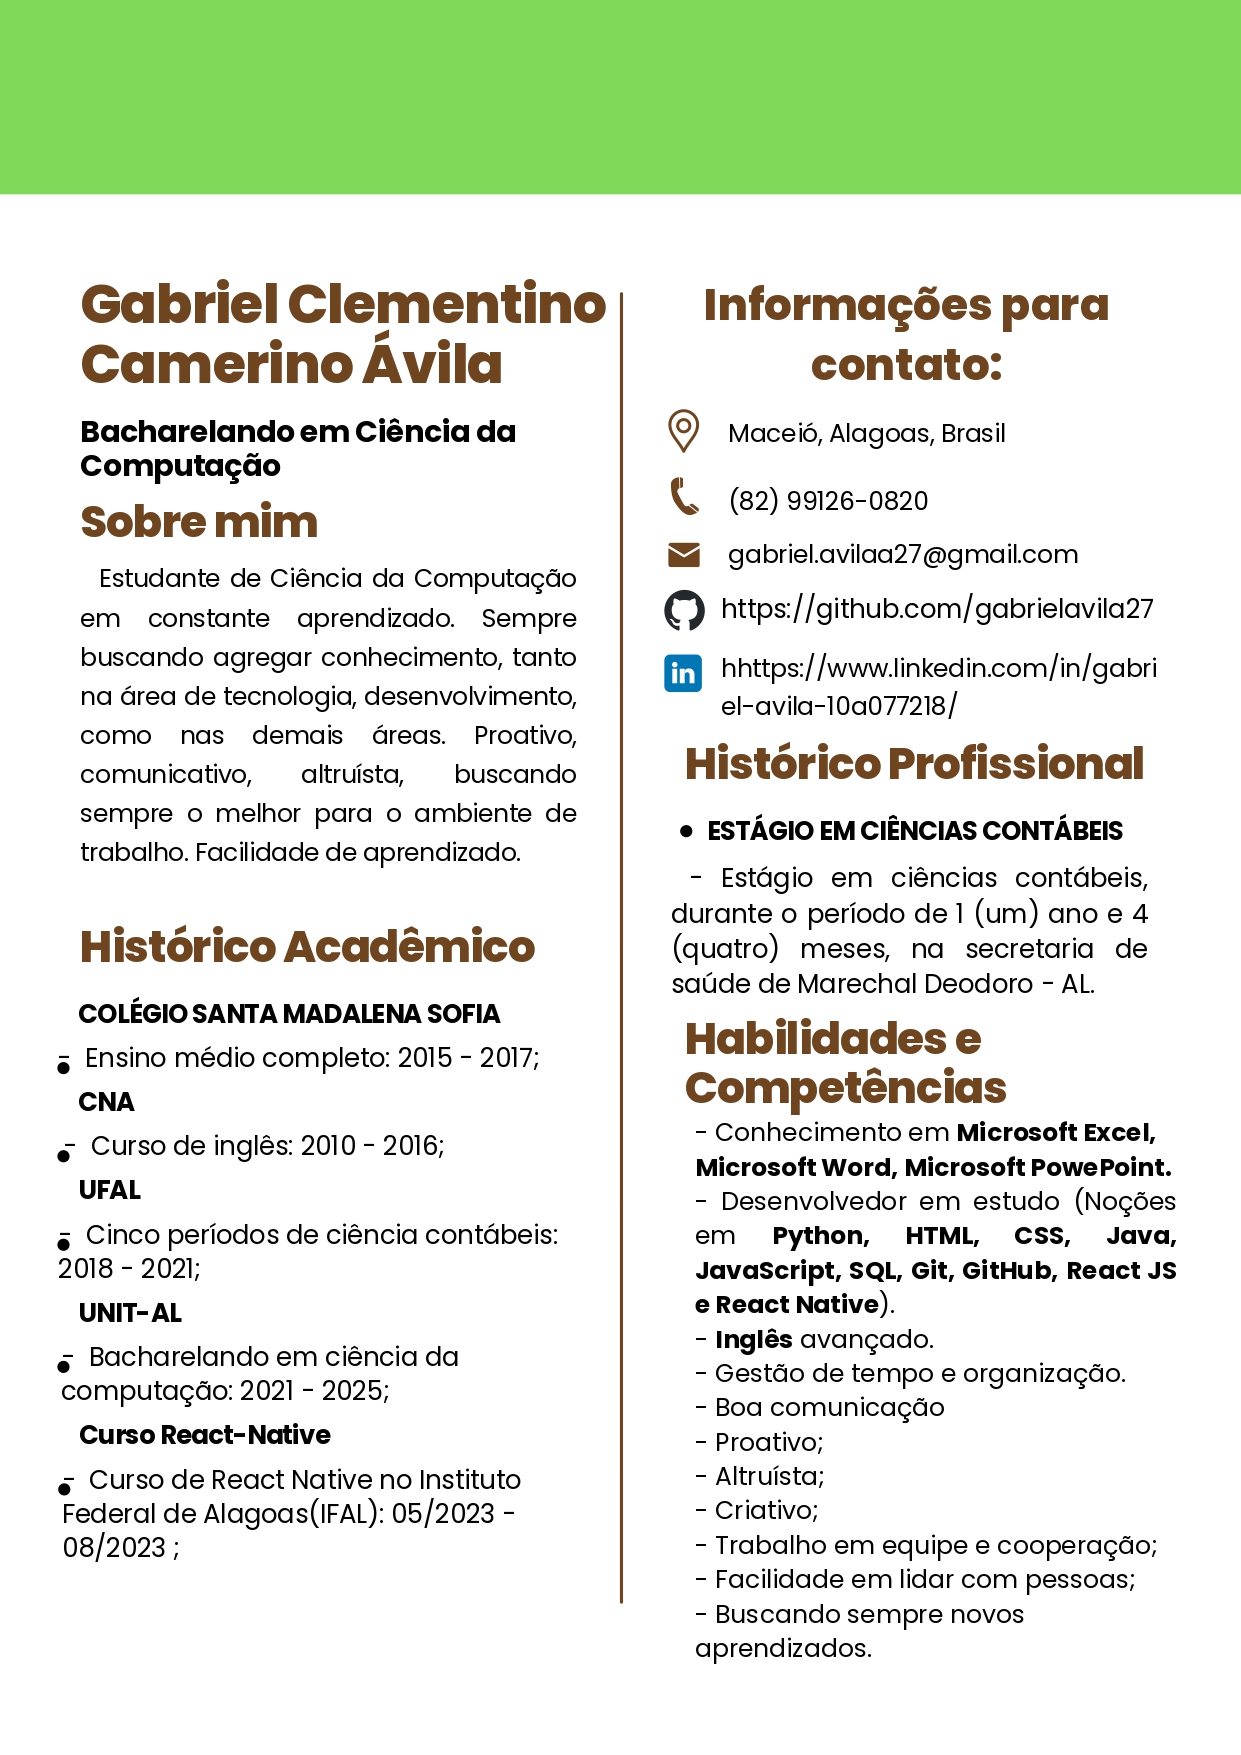 Gabriel Clementino
Camerino Ávila
Bacharelando em Ciência da
Computação
Sobre mim
Estudante de Ciência da Computação
em constante aprendizado. Sempre
buscando agregar conhecimento, tanto
na área de tecnologia, desenvolvimento,
como nas demais áreas. Proativo,
comunicativo, altruísta, buscando
sempre o melhor para o ambiente de
trabalho. Facilidade de aprendizado.
Histórico Acadêmico
COLÉGIO SANTA MADALENA SOFIA
- Ensino médio completo: 2015 - 2017;
CNA
- Curso de inglês: 2010 - 2016;
UFAL
- Cinco períodos de ciência contábeis:
2018 - 2021;
UNIT-AL
- Bacharelando em ciência da
computação: 2021 - 2025;
Curso React-Native
- Curso de React Native no Instituto
Federal de Alagoas(IFAL): 05/2023 -
08/2023 ;
Informações para
contato:
Maceió, Alagoas, Brasil
(82) 99126-0820
gabriel.avilaa27@gmail.com
https://github.com/gabrielavila27
in
hhttps://www.linkedin.com/in/gabri
el-avila-10a077218/
Histórico Profissional
• ESTÁGIO EM CIÊNCIAS CONTÁBEIS
- Estágio em ciências contábeis,
durante o período de 1 (um) ano e 4
(quatro) meses, na secretaria de
saúde de Marechal Deodoro - AL.
Habilidades e
Competências
- Conhecimento em Microsoft Excel,
Microsoft Word, Microsoft PowePoint.
- Desenvolvedor em estudo (Noções
em Python, HTML, CSS, Java,
JavaScript, SQL, Git, GitHub, React JS
e React Native).
- Inglês avançado.
- Gestão de tempo e organização.
- Boa comunicação
- Proativo;
- Altruísta;
- Criativo;
- Trabalho em equipe e cooperação;
- Facilidade em lidar com pessoas;
- Buscando sempre novos
aprendizados.